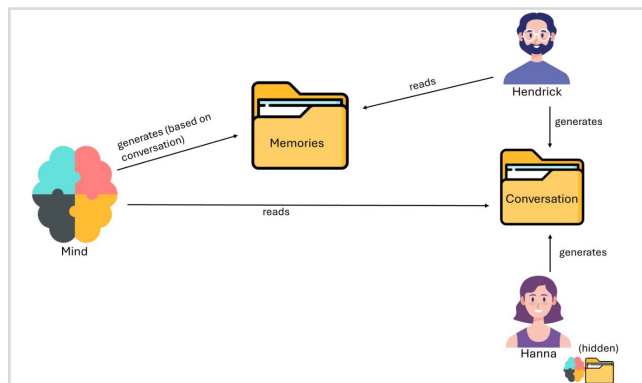 Hendrick
reads
generates (based on
conversation)
Memories
generates
Conversation
reads
Mind
generates
Hanna
(hidden)